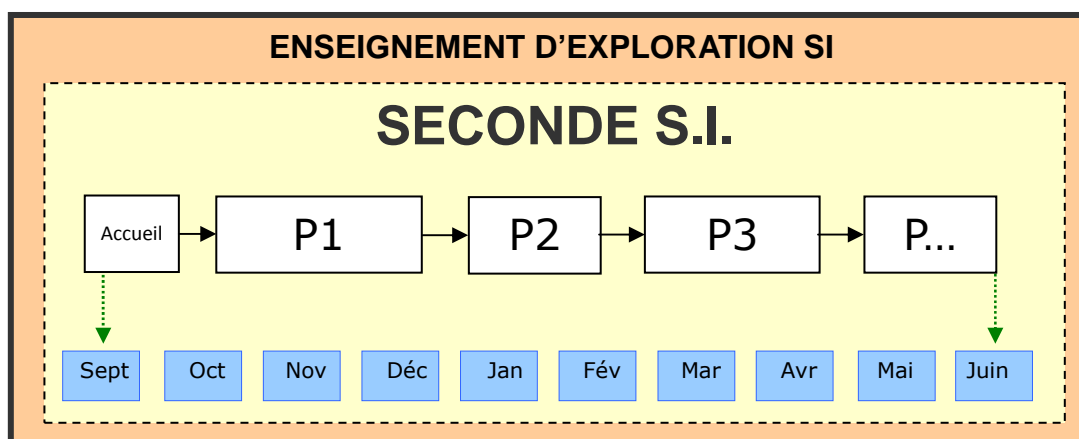 ENSEIGNEMENT D'EXPLORATION SI
SECONDE S.I.
Accueil P1 P2 P3 P...
Sept Oct Nov Déc Jan Fév Mar Avr Mai Juin